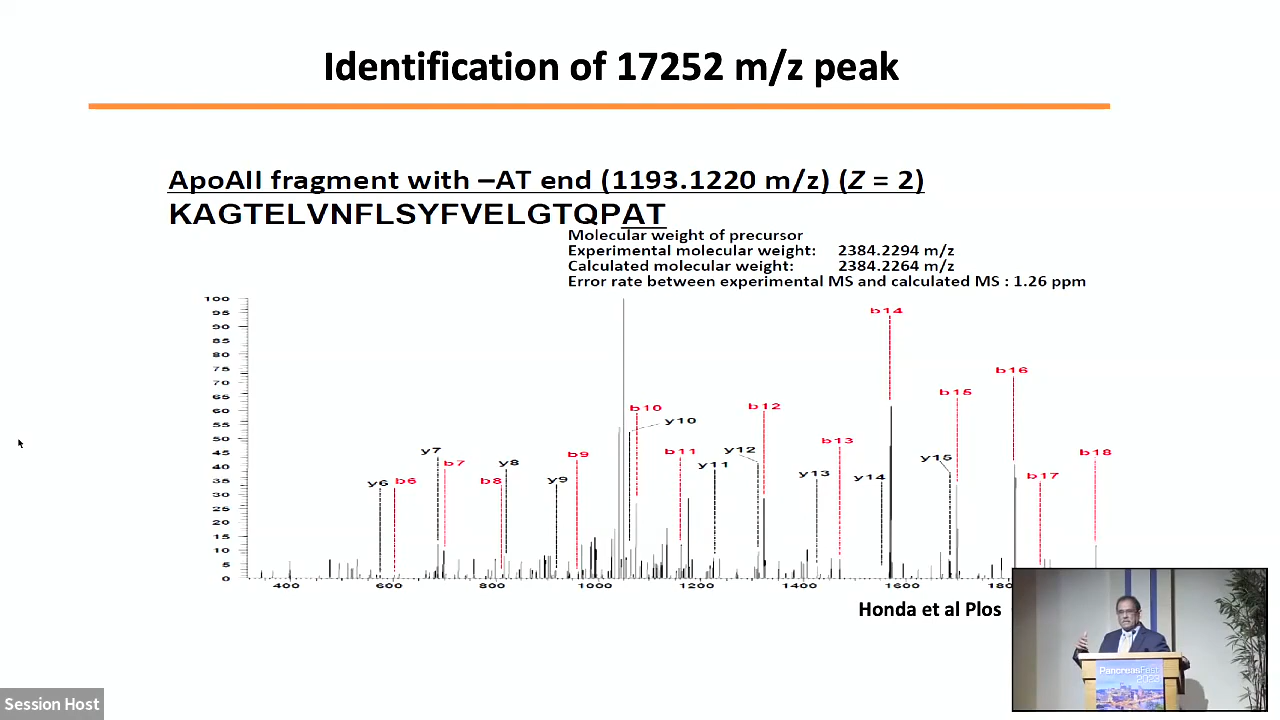 Identification of 17252 m/z peak
ApoAII fragment with –AT end (1193.1220 m/z) (Z = 2)
KAGTELVNFLSYFVELGTQPAT
Molecular weight of precursor
Experimental molecular weight: 2384.2294 m/z
Calculated molecular weight: 2384.2264 m/z
Error rate between experimental MS and calculated MS : 1.26 ppm
100
95
90
85
80
75
70
65
60
55
50
45
40
35
30
25
20
15
10
5
0
y6
b6
y7
b7
b8
y8
y9
b9
b10
y10
b11
y11
y12
b12
y13
b13
y14
b14
y15
b15
b16
b17
b18
400
600
800
1000
1200
1400
1600
180
Honda et al Plos
PancreasFest
2023
Session Host